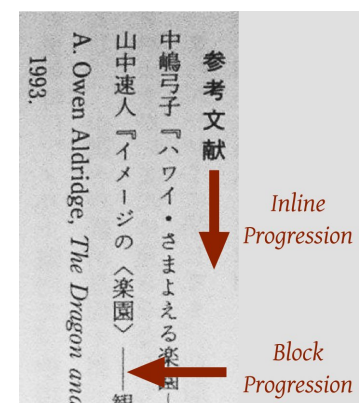 参考文献
中嶋弓子『ハワイ・さまよえる楽園
山中速人『イメージの〈楽園〉──観
A. Owen Aldridge, The Dragon and
1993.
Inline
Progression
Block
Progression